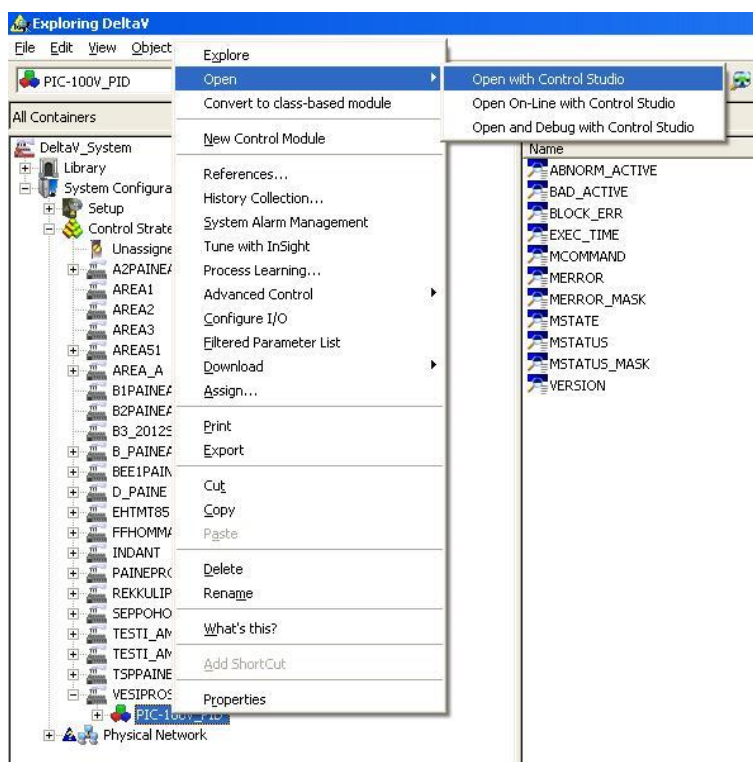 Exploring DeltaV
File Edit View Object
PIC-100V_PID
All Containers
DeltaV_System
Library
System Configura
Setup
Control Strate
Unassigne
A2PAINEA
AREA1
AREA2
AREA3
AREA51
AREA_A
B1PAINEA
B2PAINEA
B3_2012S
B_PAINEA
BEE1PAIN
D_PAINE
EHTMT85
FFHOMMA
INDANT
PAINEPRO
REKKULIP
SEPPOHO
TESTI_AM
TESTI_AM
TSPPAINE
VESIPROS
PIC-100V_PID
Physical Network
Explore
Open
Convert to class-based module
New Control Module
References...
History Collection...
System Alarm Management
Tune with InSight
Process Learning...
Advanced Control
Configure I/O
Filtered Parameter List
Download
Assign...
Print
Export
Cut
Copy
Paste
Delete
Rename
What's this?
Add ShortCut
Properties
Open with Control Studio
Open On-Line with Control Studio
Open and Debug with Control Studio
Name
ABNORM_ACTIVE
BAD_ACTIVE
BLOCK_ERR
EXEC_TIME
MCOMMAND
MERROR
MERROR_MASK
MSTATE
MSTATUS
MSTATUS_MASK
VERSION